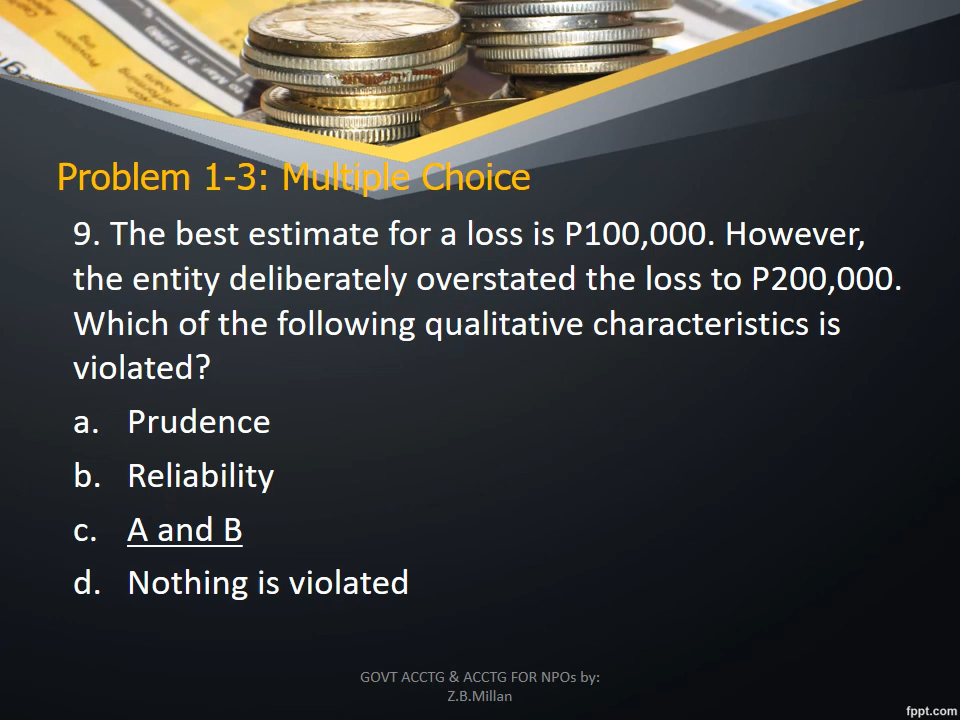 Problem 1-3: Multiple Choice
9. The best estimate for a loss is P100,000. However,
the entity deliberately overstated the loss to P200,000.
Which of the following qualitative characteristics is
violated?
a. Prudence
b. Reliability
c. A and B
d. Nothing is violated
GOVT ACCTG & ACCTG FOR NPOs by:
Z.B.Millan
fppt.com